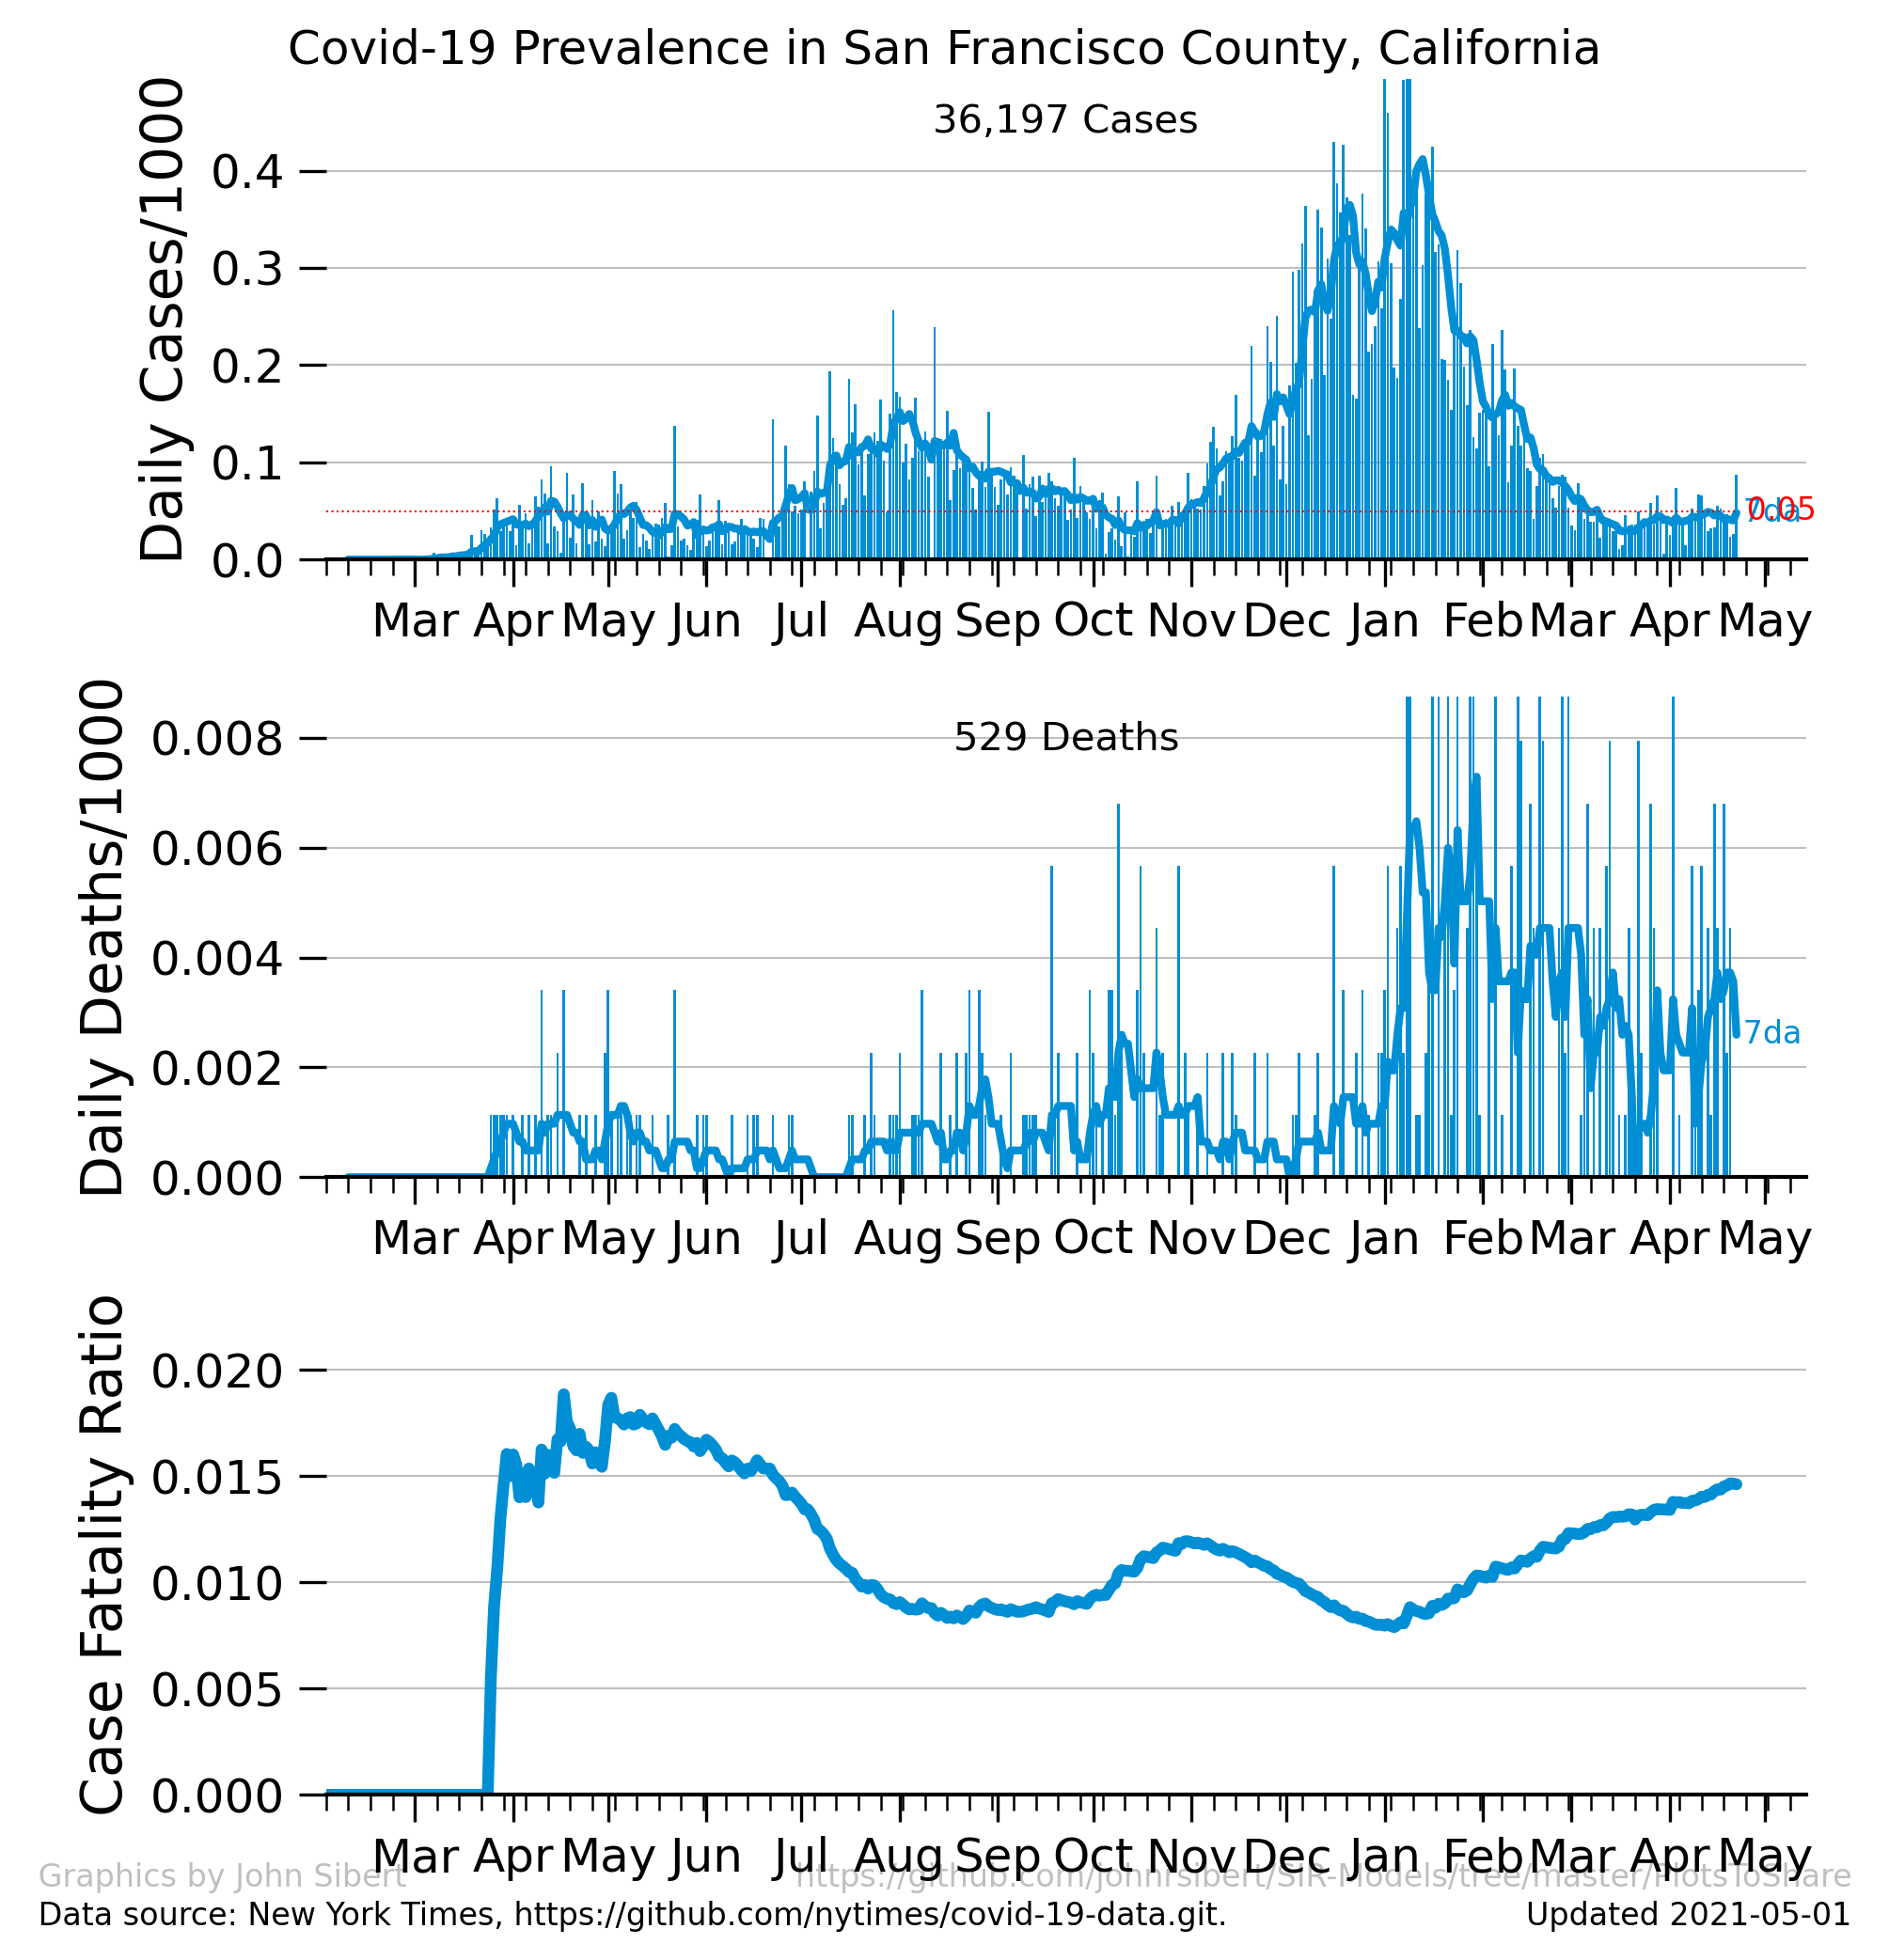 Covid-19 Prevalence in San Francisco County, California
Daily Cases/1000
36,197 Cases
0.4
0.3
0.2
0.1
0.0
7da
0.05
Mar Apr May Jun Jul Aug Sep Oct Nov Dec Jan Feb Mar Apr May
Daily Deaths/1000
529 Deaths
0.008
0.006
0.004
0.002
0.000
7da
Mar Apr May Jun Jul Aug Sep Oct Nov Dec Jan Feb Mar Apr May
Case Fatality Ratio
0.020
0.015
0.010
0.005
0.000
Mar Apr May Jun Jul Aug Sep Oct Nov Dec Jan Feb Mar Apr May
Graphics by John Sibert https://github.com/johnrsibert/SIR-Models/tree/master/PlotsToShare
Data source: New York Times, https://github.com/nytimes/covid-19-data.git. Updated 2021-05-01